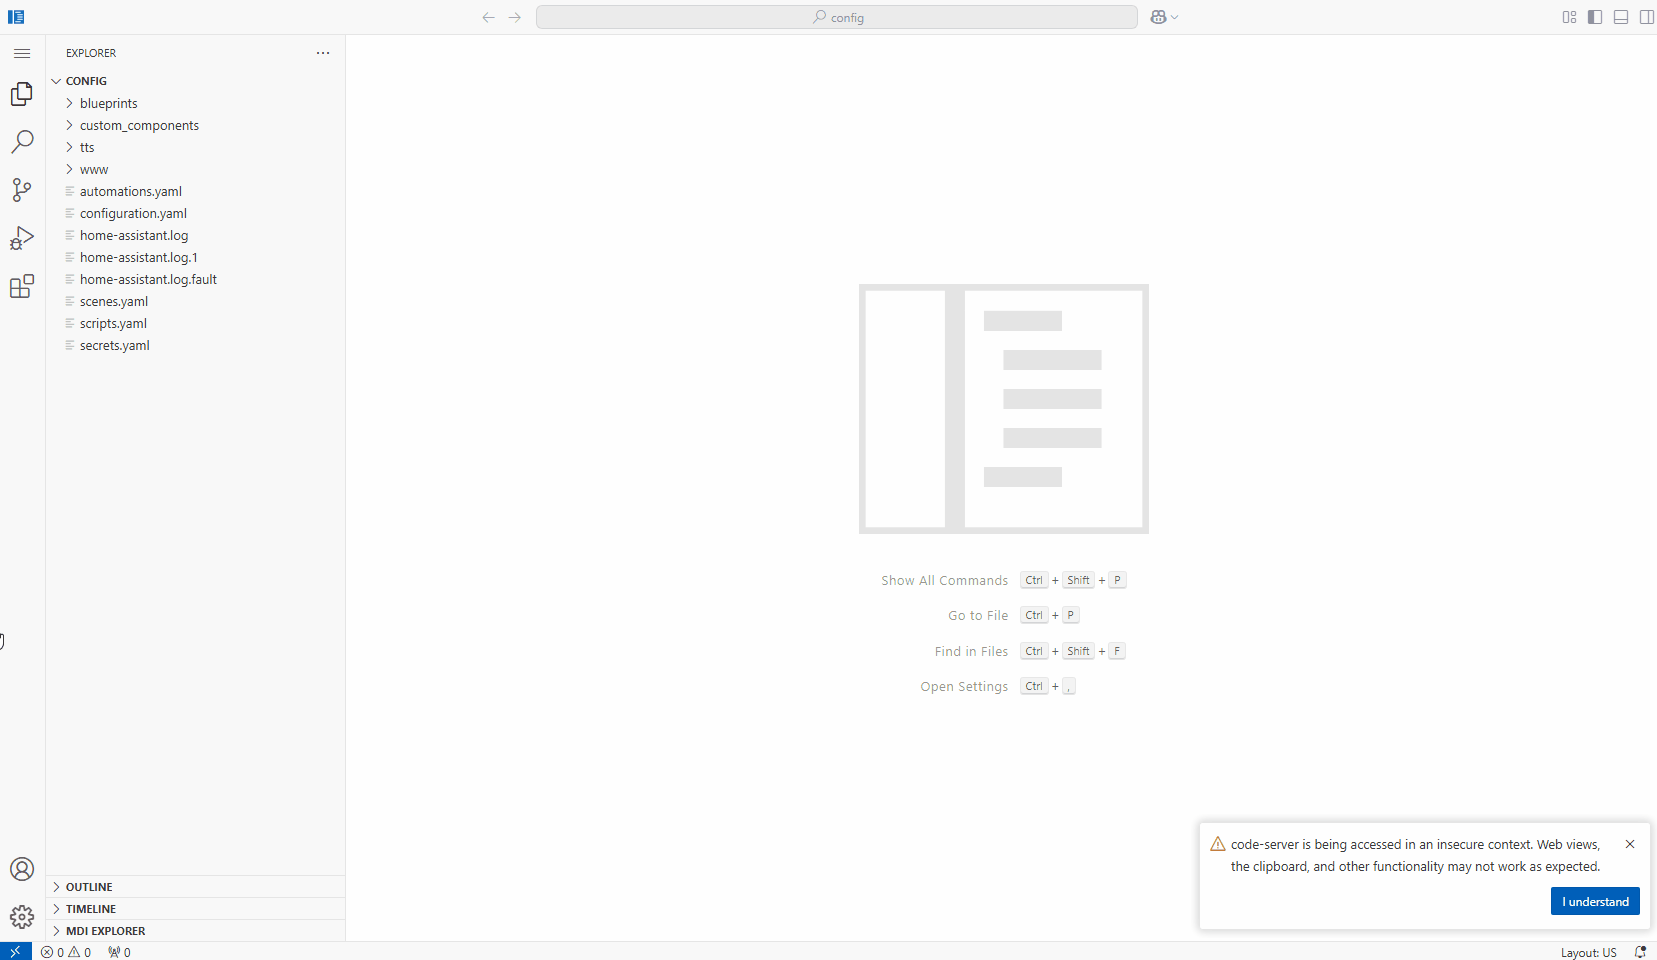 config
EXPLORER
CONFIG
blueprints
custom_components
tts
www
automations.yaml
configuration.yaml
home-assistant.log
home-assistant.log.1
home-assistant.log.fault
scenes.yaml
scripts.yaml
secrets.yaml
Show All Commands Ctrl + Shift + P
Go to File Ctrl + P
Find in Files Ctrl + Shift + F
Open Settings Ctrl + ,
code-server is being accessed in an insecure context. Web views,
the clipboard, and other functionality may not work as expected.
I understand
OUTLINE
TIMELINE
MDI EXPLORER
0 0 0
Layout: US